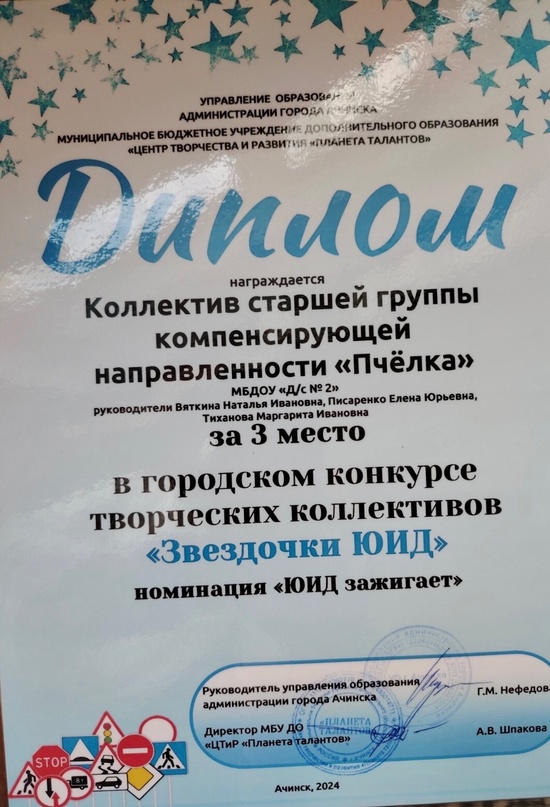 УПРАВЛЕНИЕ ОБРАЗОВАНИЯ
АДМИНИСТРАЦИИ ГОРОДА АЧИНСКА
МУНИЦИПАЛЬНОЕ БЮДЖЕТНОЕ УЧРЕЖДЕНИЕ ДОПОЛНИТЕЛЬНОГО ОБРАЗОВАНИЯ
«ЦЕНТР ТВОРЧЕСТВА И РАЗВИТИЯ «ПЛАНЕТА ТАЛАНТОВ»
Диплом
награждается
Коллектив старшей группы
компенсирующей
направленности «Пчёлка»
МБДОУ «Д/с № 2»
руководители Вяткина Наталья Ивановна, Писаренко Елена Юрьевна,
Тиханова Маргарита Ивановна
за 3 место
в городском конкурсе
творческих коллективов
«Звездочки ЮИД»
номинация «ЮИД зажигает»
Руководитель управления образования
администрации города Ачинска
Г.М. Нефедов
Директор МБУ ДО
«ЦТиР «Планета талантов»
А.В. Шпакова
«ПЛАНЕТА
ТАЛАНТОВ»
STOP
Ачинск, 2024